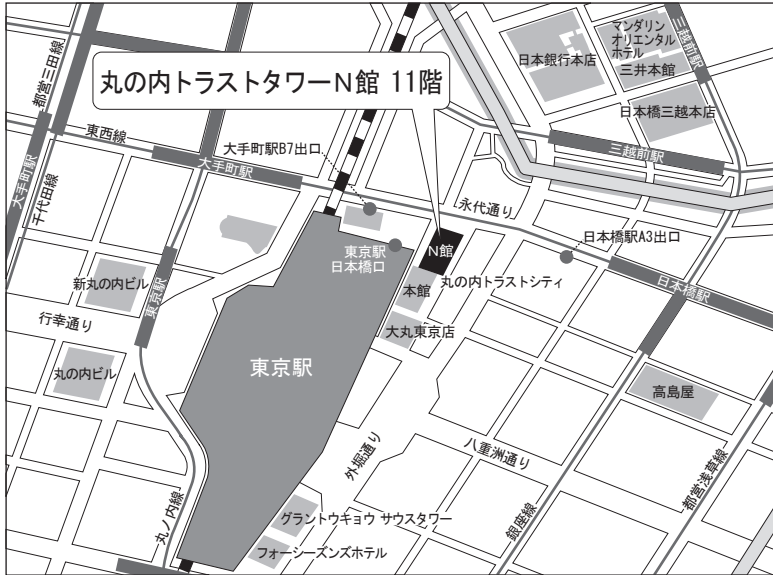 マンダリン
オリエンタル
ホテル
三井本館
日本銀行本店
三越前駅
日本橋三越本店
三越前駅
都営三田線
丸の内トラストタワーN館 11階
東西線
大手町駅B7出口
大手町駅
大手町駅
千代田線
永代通り
日本橋駅A3出口
東京駅
日本橋口
N館
丸の内トラストシティ
本館
日本橋駅
新丸の内ビル
東京駅
大丸東京店
行幸通り
丸の内ビル
東京駅
高島屋
外堀通り
八重洲通り
都営浅草線
銀座線
丸ノ内線
グラントウキョウ サウスタワー
フォーシーズンズホテル